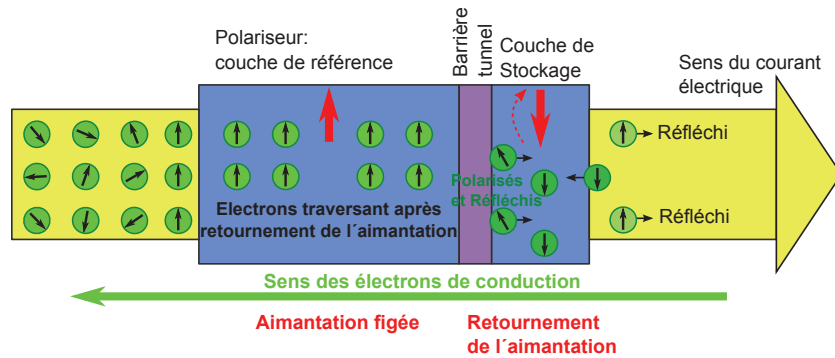 Polariseur:
couche de référence
Barrière
tunnel
Couche de
Stockage
Sens du courant
électrique
Réfléchi
Réfléchi
Polarisés
et Réfléchis
Electrons traversant après
retournement de l´aimantation
Sens des électrons de conduction
Aimantation figée
Retournement
de l´aimantation